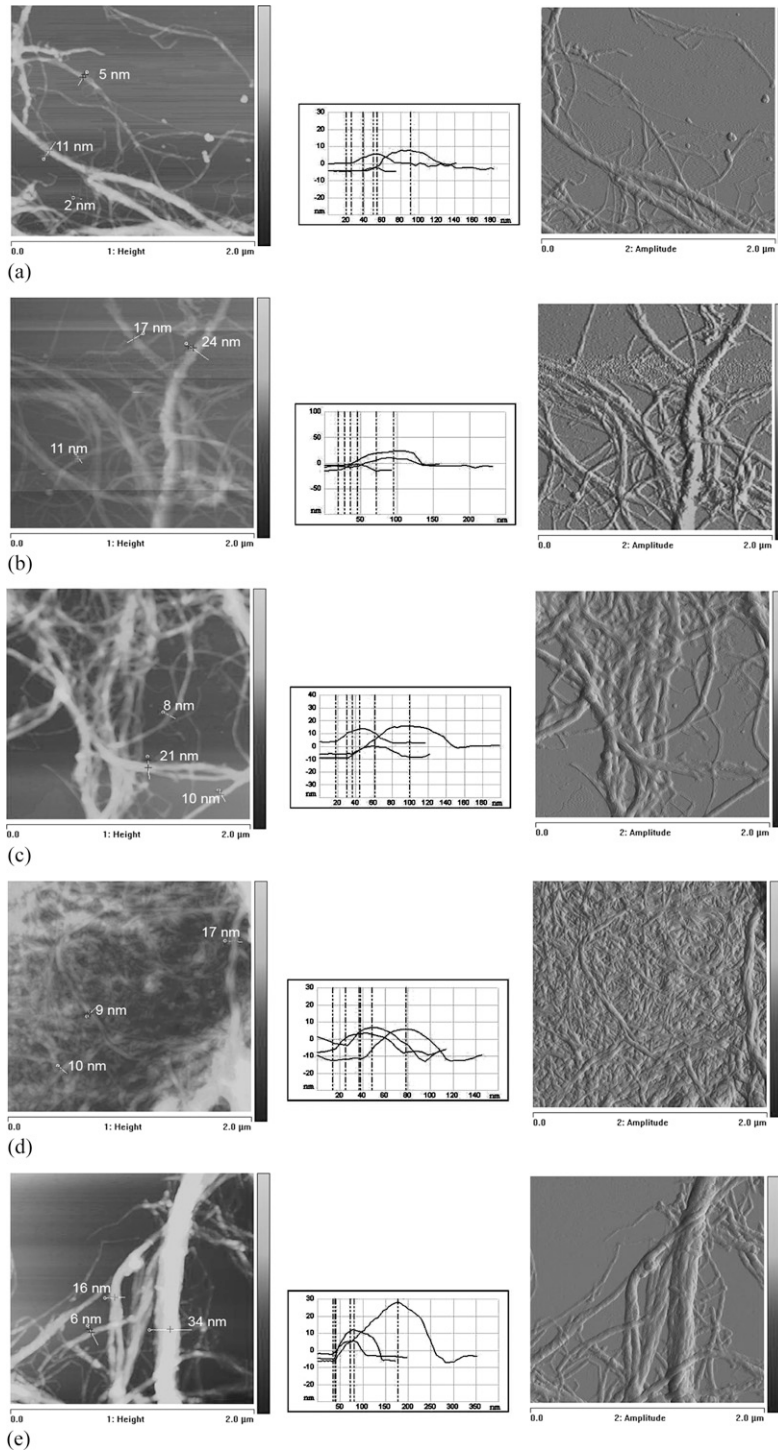 5 nm
11 nm
2 nm
0.0 1: Height 2.0 µm
30
20
10
0
-10
-20
nm
20 40 60 80 100 120 140 160 180 nm
0.0 2: Amplitude 2.0 µm
(a)
17 nm
24 nm
11 nm
0.0 1: Height 2.0 µm
100
50
0
-50
nm
50 100 150 200 nm
0.0 2: Amplitude 2.0 µm
(b)
8 nm
21 nm
10 nm
0.0 1: Height 2.0 µm
40
30
20
10
0
-10
-20
-30
nm
20 40 60 80 100 120 140 160 180 nm
0.0 2: Amplitude 2.0 µm
(c)
17 nm
9 nm
10 nm
0.0 1: Height 2.0 µm
30
20
10
0
-10
-20
nm
20 40 60 80 100 120 140 nm
0.0 2: Amplitude 2.0 µm
(d)
16 nm
6 nm
34 nm
0.0 1: Height 2.0 µm
30
20
10
0
-10
-20
nm
50 100 150 200 250 300 350 nm
0.0 2: Amplitude 2.0 µm
(e)